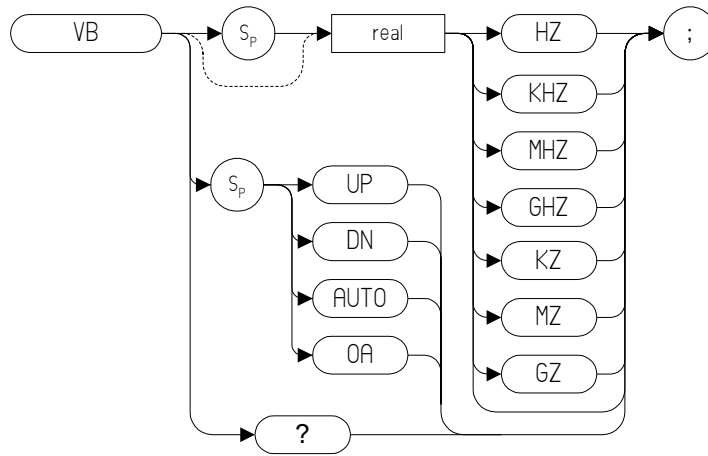 VB Sp real HZ ;
KHZ
MHZ
Sp UP GHZ
DN KZ
AUTO MZ
OA GZ
?